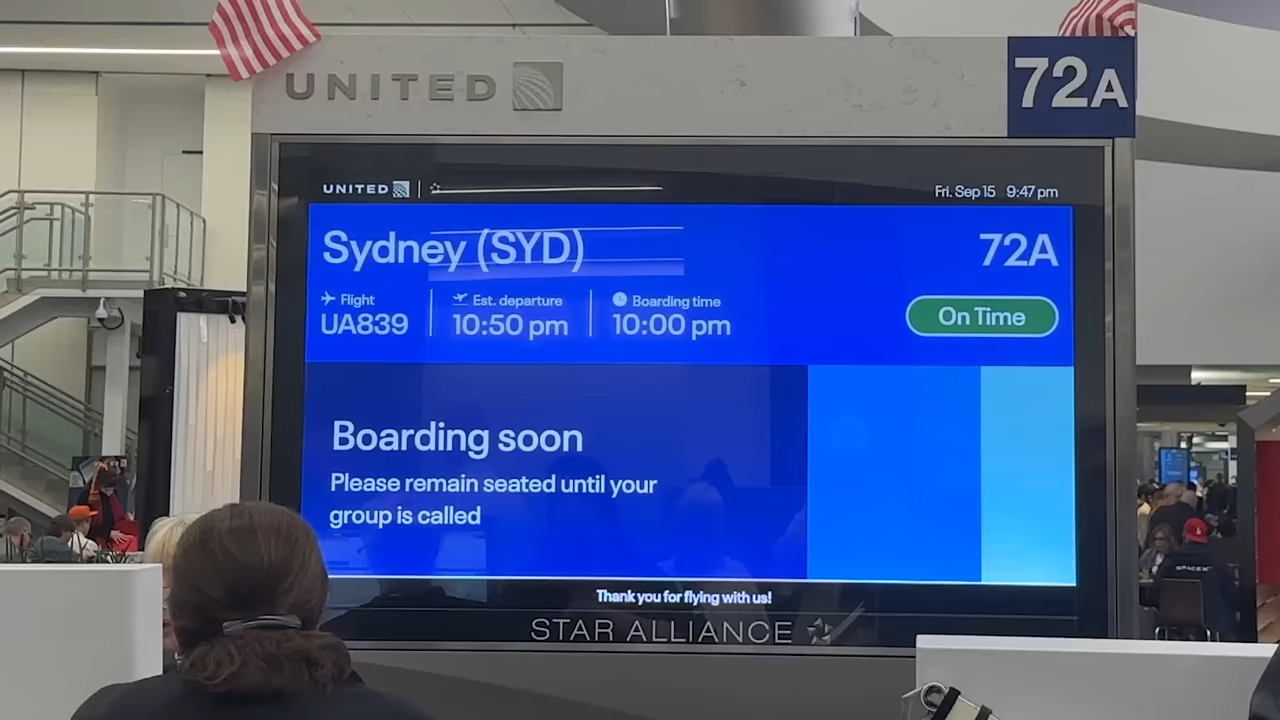 UNITED
72A
UNITED
Fri. Sep 15 9:47 pm
Sydney (SYD)
72A
Flight
Est. departure
Boarding time
UA839
10:50 pm
10:00 pm
On Time
Boarding soon
Please remain seated until your
group is called
Thank you for flying with us!
STAR ALLIANCE
SPACEX